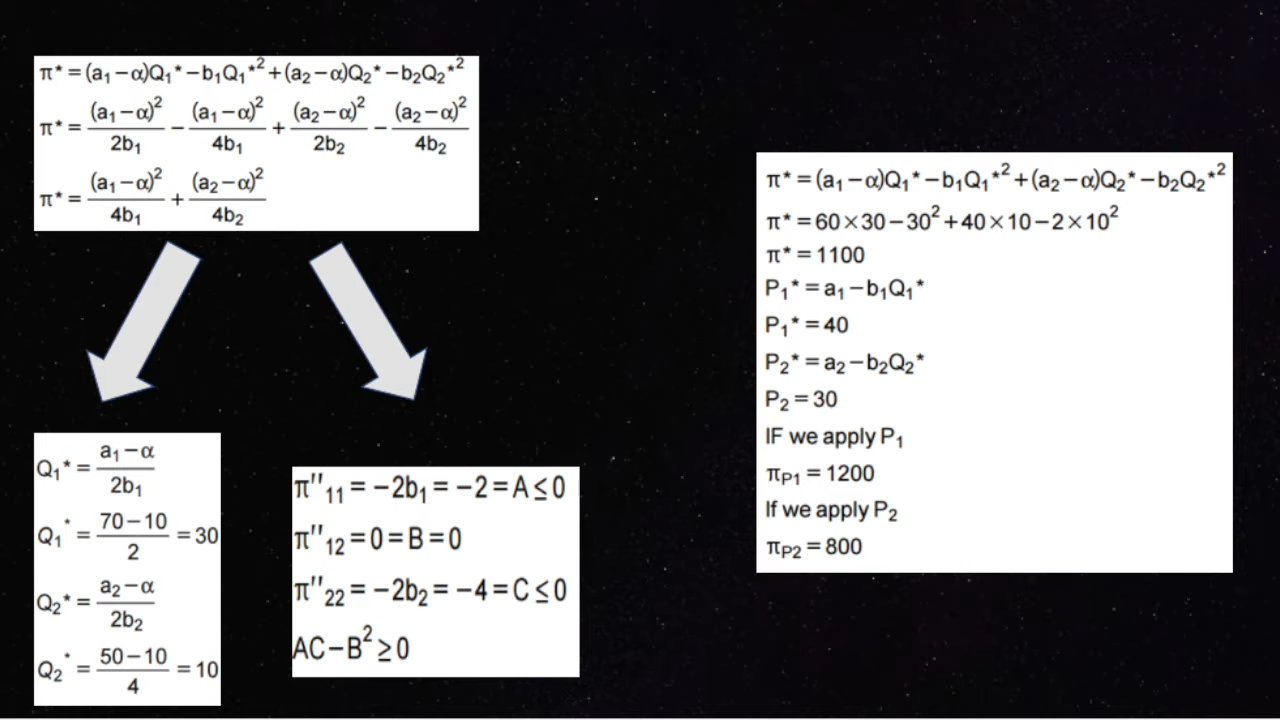 π* = (a₁ – α)Q₁* – b₁Q₁*² + (a₂ – α)Q₂* – b₂Q₂*²
π* = (a₁ – α)²/2b₁ – (a₁ – α)²/4b₁ + (a₂ – α)²/2b₂ – (a₂ – α)²/4b₂
π* = (a₁ – α)²/4b₁ + (a₂ – α)²/4b₂
Q₁* = (a₁ – α)/2b₁
Q₁* = (70 – 10)/2 = 30
Q₂* = (a₂ – α)/2b₂
Q₂* = (50 – 10)/4 = 10
π''₁₁ = –2b₁ = –2 = A ≤ 0
π''₁₂ = 0 = B = 0
π''₂₂ = –2b₂ = –4 = C ≤ 0
AC – B² ≥ 0
π* = (a₁ – α)Q₁* – b₁Q₁*² + (a₂ – α)Q₂* – b₂Q₂*²
π* = 60 × 30 – 30² + 40 × 10 – 2 × 10²
π* = 1100
P₁* = a₁ – b₁Q₁*
P₁* = 40
P₂* = a₂ – b₂Q₂*
P₂ = 30
IF we apply P₁
π_P1 = 1200
If we apply P₂
π_P2 = 800